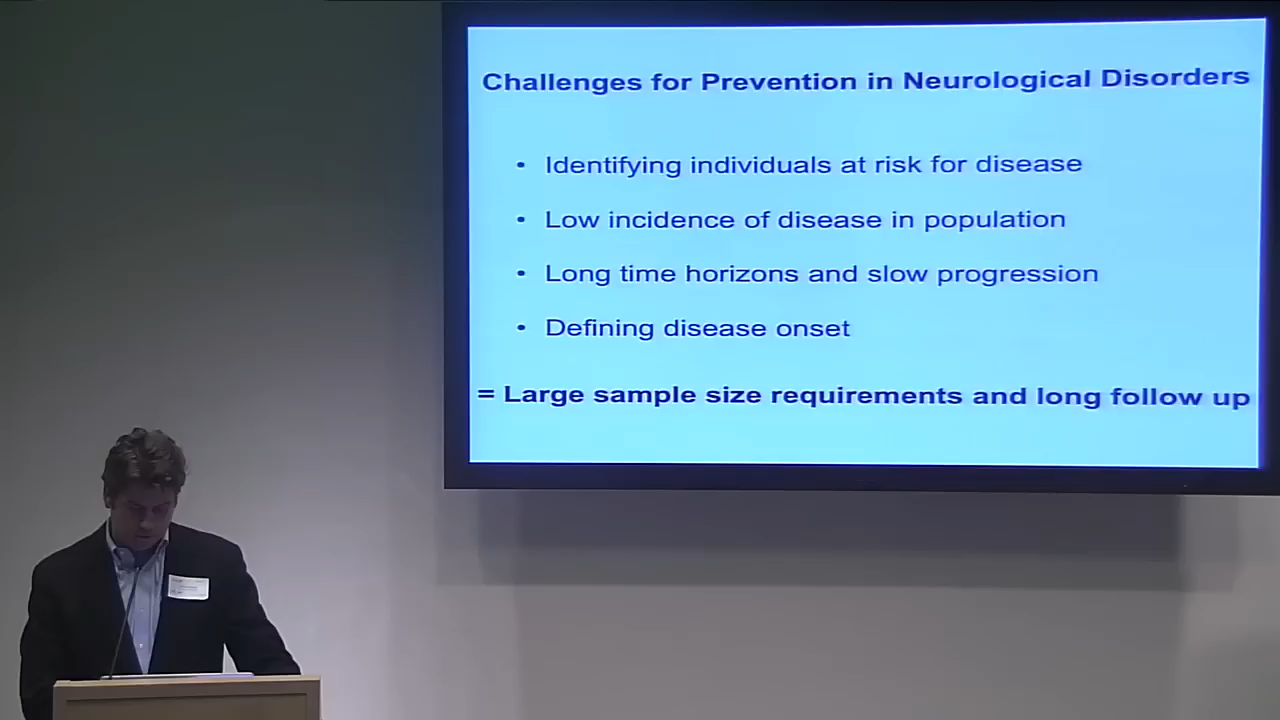 Challenges for Prevention in Neurological Disorders
• Identifying individuals at risk for disease
• Low incidence of disease in population
• Long time horizons and slow progression
• Defining disease onset
= Large sample size requirements and long follow up